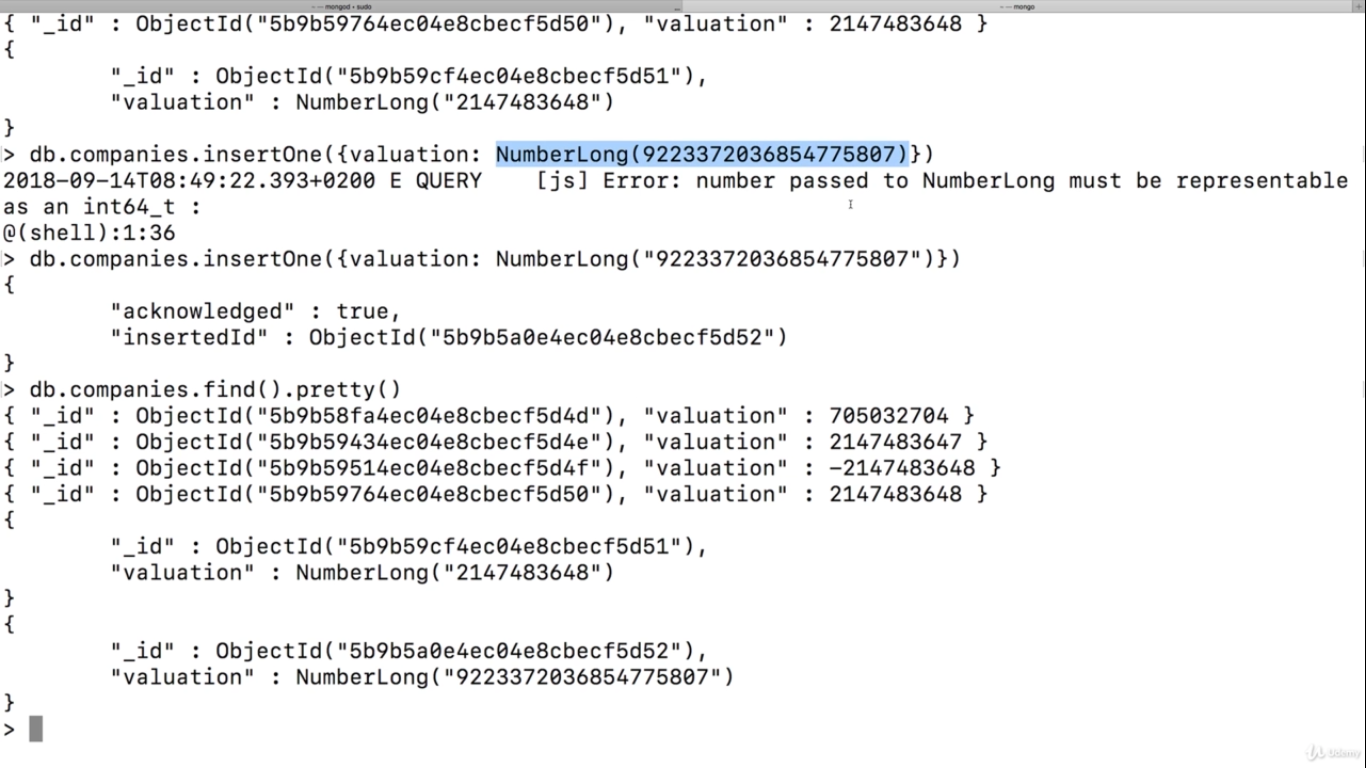 ~ — mongod • sudo
~ — mongo
{ "_id" : ObjectId("5b9b59764ec04e8cbecf5d50"), "valuation" : 2147483648 }
{
"_id" : ObjectId("5b9b59cf4ec04e8cbecf5d51"),
"valuation" : NumberLong("2147483648")
}
> db.companies.insertOne({valuation: NumberLong(9223372036854775807)})
2018-09-14T08:49:22.393+0200 E QUERY [js] Error: number passed to NumberLong must be representable
as an int64_t :
@(shell):1:36
> db.companies.insertOne({valuation: NumberLong("9223372036854775807")})
{
"acknowledged" : true,
"insertedId" : ObjectId("5b9b5a0e4ec04e8cbecf5d52")
}
> db.companies.find().pretty()
{ "_id" : ObjectId("5b9b58fa4ec04e8cbecf5d4d"), "valuation" : 705032704 }
{ "_id" : ObjectId("5b9b59434ec04e8cbecf5d4e"), "valuation" : 2147483647 }
{ "_id" : ObjectId("5b9b59514ec04e8cbecf5d4f"), "valuation" : -2147483648 }
{ "_id" : ObjectId("5b9b59764ec04e8cbecf5d50"), "valuation" : 2147483648 }
{
"_id" : ObjectId("5b9b59cf4ec04e8cbecf5d51"),
"valuation" : NumberLong("2147483648")
}
{
"_id" : ObjectId("5b9b5a0e4ec04e8cbecf5d52"),
"valuation" : NumberLong("9223372036854775807")
}
>
Udemy